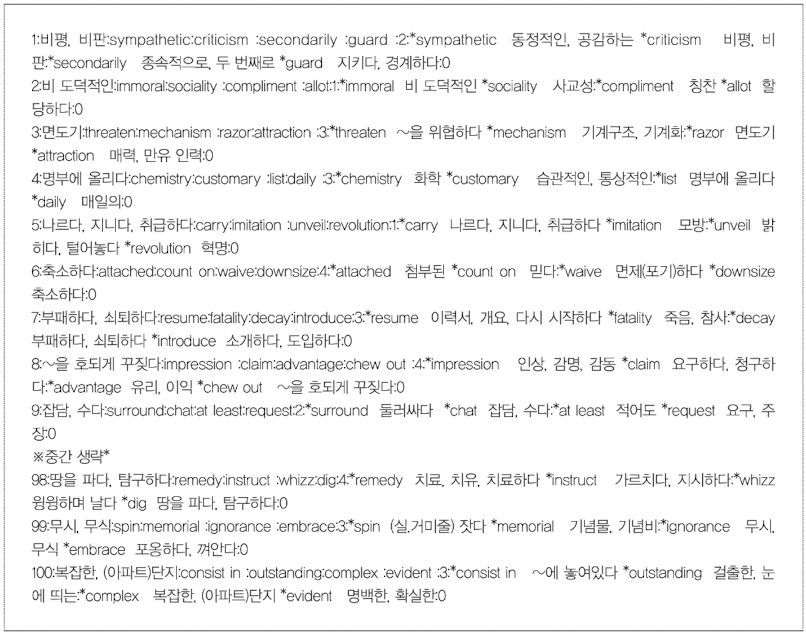 1:비평, 비판:sympathetic:criticism :secondarily :guard :2:*sympathetic 동정적인, 공감하는 *criticism 비평, 비
판:*secondarily 종속적으로, 두 번째로 *guard 지키다, 경계하다:0
2:비 도덕적인:immoral:sociality :compliment :allot:1:*immoral 비 도덕적인 *sociality 사교성:*compliment 칭찬 *allot 할
당하다:0
3:면도기:threaten:mechanism :razor:attraction :3:*threaten ～을 위협하다 *mechanism 기계구조, 기계화:*razor 면도기
*attraction 매력, 만유 인력:0
4:명부에 올리다:chemistry:customary :list:daily :3:*chemistry 화학 *customary 습관적인, 통상적인:*list 명부에 올리다
*daily 매일의:0
5:나르다, 지니다, 취급하다:carry:imitation :unveil:revolution:1:*carry 나르다, 지니다, 취급하다 *imitation 모방:*unveil 밝
히다, 털어놓다 *revolution 혁명:0
6:축소하다:attached:count on:waive:downsize:4:*attached 첨부된 *count on 믿다:*waive 면제(포기)하다 *downsize
축소하다:0
7:부패하다, 쇠퇴하다:resume:fatality:decay:introduce:3:*resume 이력서, 개요, 다시 시작하다 *fatality 죽음, 참사:*decay
부패하다, 쇠퇴하다 *introduce 소개하다, 도입하다:0
8:～을 호되게 꾸짖다:impression :claim:advantage:chew out :4:*impression 인상, 감명, 감동 *claim 요구하다, 청구하
다:*advantage 유리, 이익 *chew out ～을 호되게 꾸짖다:0
9:잡담, 수다:surround:chat:at least:request:2:*surround 둘러싸다 *chat 잡담, 수다:*at least 적어도 *request 요구, 주
장:0
※중간 생략*
98:땅을 파다, 탐구하다:remedy:instruct :whizz:dig:4:*remedy 치료, 치유, 치료하다 *instruct 가르치다, 지시하다:*whizz
윙윙하며 날다 *dig 땅을 파다, 탐구하다:0
99:무시, 무식:spin:memorial :ignorance :embrace:3:*spin (실.거미줄) 잣다 *memorial 기념물, 기념비:*ignorance 무시,
무식 *embrace 포옹하다, 껴안다:0
100:복잡한, (아파트)단지:consist in :outstanding:complex :evident :3:*consist in ～에 놓여있다 *outstanding 걸출한, 눈
에 띄는:*complex 복잡한, (아파트)단지 *evident 명백한, 확실한:0